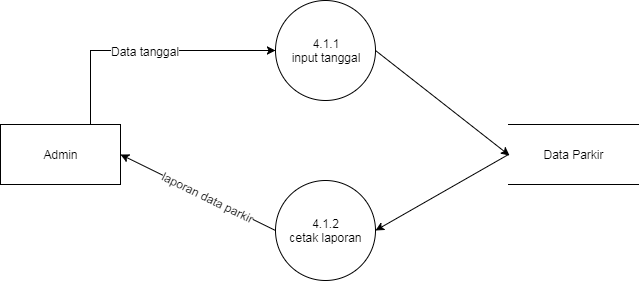 4.1.1
input tanggal
Data tanggal
Admin
Data Parkir
laporan data parkir
4.1.2
cetak laporan